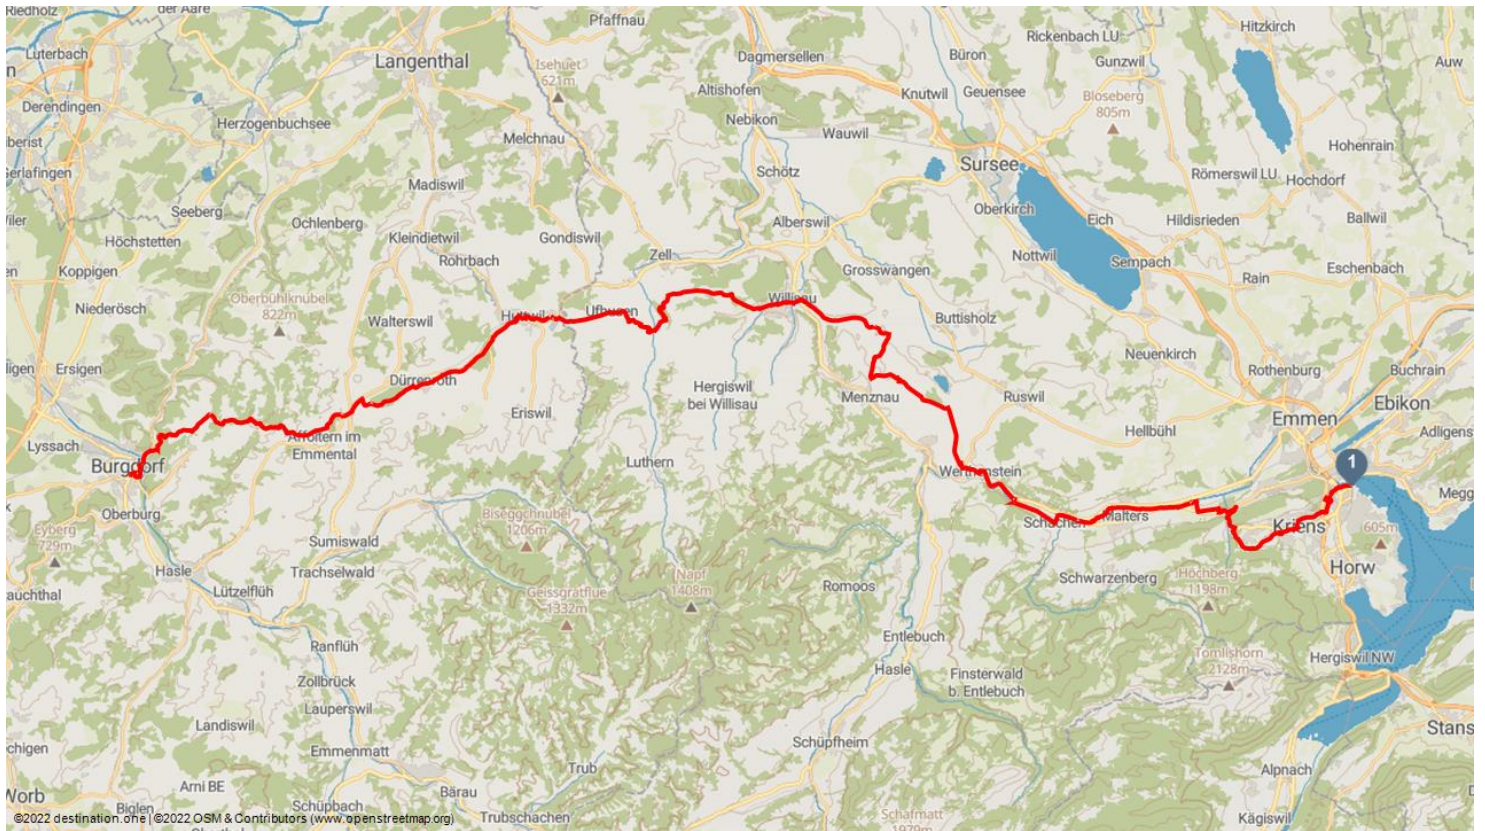 Riedholz
der Aare
Pfaffnau
Rickenbach LU
Hitzkirch
Luterbach
Langenthal
Isehuet
621m
Dagmersellen
Büron
Gunzwil
Auw
Derendingen
Altishofen
Knutwil
Geuensee
Bloseberg
805m
Herzogenbuchsee
Nebikon
Wauwil
Melchnau
Hohenrain
Sursee
Gerlafingen
Schötz
Römerswil LU
Hochdorf
Madiswil
Seeberg
Ochlenberg
Alberswil
Oberkirch
Eich
Hildisrieden
Ballwil
Höchstetten
Kleindietwil
Gondiswil
Zell
Nottwil
Sempach
Eschenbach
Koppigen
Rohrbach
Grosswangen
Rain
Oberbühlknubel
822m
Niederösch
Walterswil
Huttwil
Ufhusen
Willisau
Buttisholz
Neuenkirch
Ersigen
Dürrenroth
Rothenburg
Buchrain
Hergiswil
bei Willisau
Menznau
Ruswil
Eriswil
Emmen
Ebikon
Lyssach
Affoltern im
Emmental
Hellbühl
Adligens
Burgdorf
Luthern
Werthenstein
1
Megg
Oberburg
Biseggchnubel
1206m
Schachen
Malters
Kriens
605m
Eyberg
729m
Sumiswald
Hasle
Trachselwald
Napf
1408m
Romoos
Schwarzenberg
Höchberg
1198m
Horw
Lützelflüh
Geissgratflue
1332m
Ranflüh
Entlebuch
Tomlishorn
2128m
Hergiswil NW
Zollbrück
Hasle
Finsterwald
b. Entlebuch
Lauperswil
Landiswil
Stans
Emmenmatt
Schüpfheim
Trub
Alpnach
Worb
Arni BE
Bärau
Biglen
Schüpbach
Trubschachen
Schafmatt
1979m
Kägiswil
©2022 destination.one | ©2022 OSM & Contributors (www.openstreetmap.org)